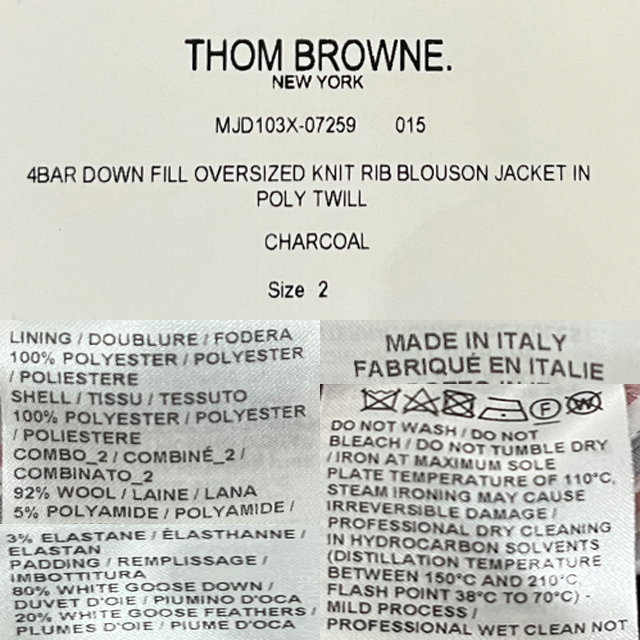 THOM BROWNE.
NEW YORK
MJD103X-07259 015
4BAR DOWN FILL OVERSIZED KNIT RIB BLOUSON JACKET IN
POLY TWILL
CHARCOAL
Size 2
LINING / DOUBLURE / FODERA
100% POLYESTER / POLYESTER
/ POLIESTERE
SHELL / TISSU / TESSUTO
100% POLYESTER / POLYESTER
/ POLIESTERE
COMBO_2 / COMBINÉ_2 /
COMBINATO_2
92% WOOL / LAINE / LANA
5% POLYAMIDE / POLYAMIDE /
3% ELASTANE / ÉLASTHANNE /
ELASTAN
PADDING / REMPLISSAGE /
IMBOTTITURA
80% WHITE GOOSE DOWN /
DUVET D'OIE / PIUMINO D'OCA
20% WHITE GOOSE FEATHERS /
PLUMES D'OIE / PIUME D'OCA
MADE IN ITALY
FABRIQUÉ EN ITALIE
DO NOT WASH / DO NOT
BLEACH / DO NOT TUMBLE DRY
/ IRON AT MAXIMUM SOLE
PLATE TEMPERATURE OF 110°C,
STEAM IRONING MAY CAUSE
IRREVERSIBLE DAMAGE /
PROFESSIONAL DRY CLEANING
IN HYDROCARBON SOLVENTS
(DISTILLATION TEMPERATURE
BETWEEN 150°C AND 210°C,
FLASH POINT 38°C TO 70°C) -
MILD PROCESS /
PROFESSIONAL WET CLEAN NOT